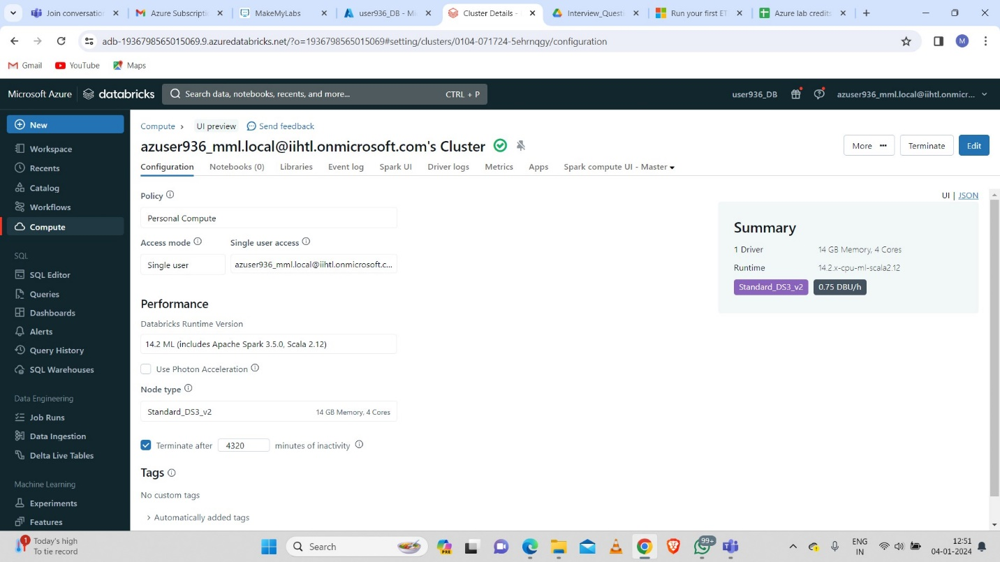 Join conversation
Azure Subscripti
MakeMyLabs
user936_DB - Mi
Cluster Details -
Interview_Questi
Run your first ET
Azure lab credits
adb-1936798565015069.9.azuredatabricks.net/?o=1936798565015069#setting/clusters/0104-071724-5ehrnqgy/configuration
M
Gmail
YouTube
Maps
Microsoft Azure
databricks
Search data, notebooks, recents, and more...
CTRL + P
user936_DB
azuser936_mml.local@iihtl.onmicr...
New
Workspace
Recents
Catalog
Workflows
Compute
SQL
SQL Editor
Queries
Dashboards
Alerts
Query History
SQL Warehouses
Data Engineering
Job Runs
Data Ingestion
Delta Live Tables
Machine Learning
Experiments
Features
Compute
UI preview
Send feedback
azuser936_mml.local@iihtl.onmicrosoft.com's Cluster
More
Terminate
Edit
Configuration
Notebooks (0)
Libraries
Event log
Spark UI
Driver logs
Metrics
Apps
Spark compute UI - Master
UI | JSON
Policy
Personal Compute
Access mode
Single user access
Single user
azuser936_mml.local@iihtl.onmicrosoft.c...
Performance
Databricks Runtime Version
14.2 ML (includes Apache Spark 3.5.0, Scala 2.12)
Use Photon Acceleration
Node type
Standard_DS3_v2
14 GB Memory, 4 Cores
Terminate after 4320 minutes of inactivity
Tags
No custom tags
Automatically added tags
Summary
1 Driver
14 GB Memory, 4 Cores
Runtime
14.2.x-cpu-ml-scala2.12
Standard_DS3_v2
0.75 DBU/h
1
Today's high
To tie record
Search
PRE
99+
ENG
IN
12:51
04-01-2024